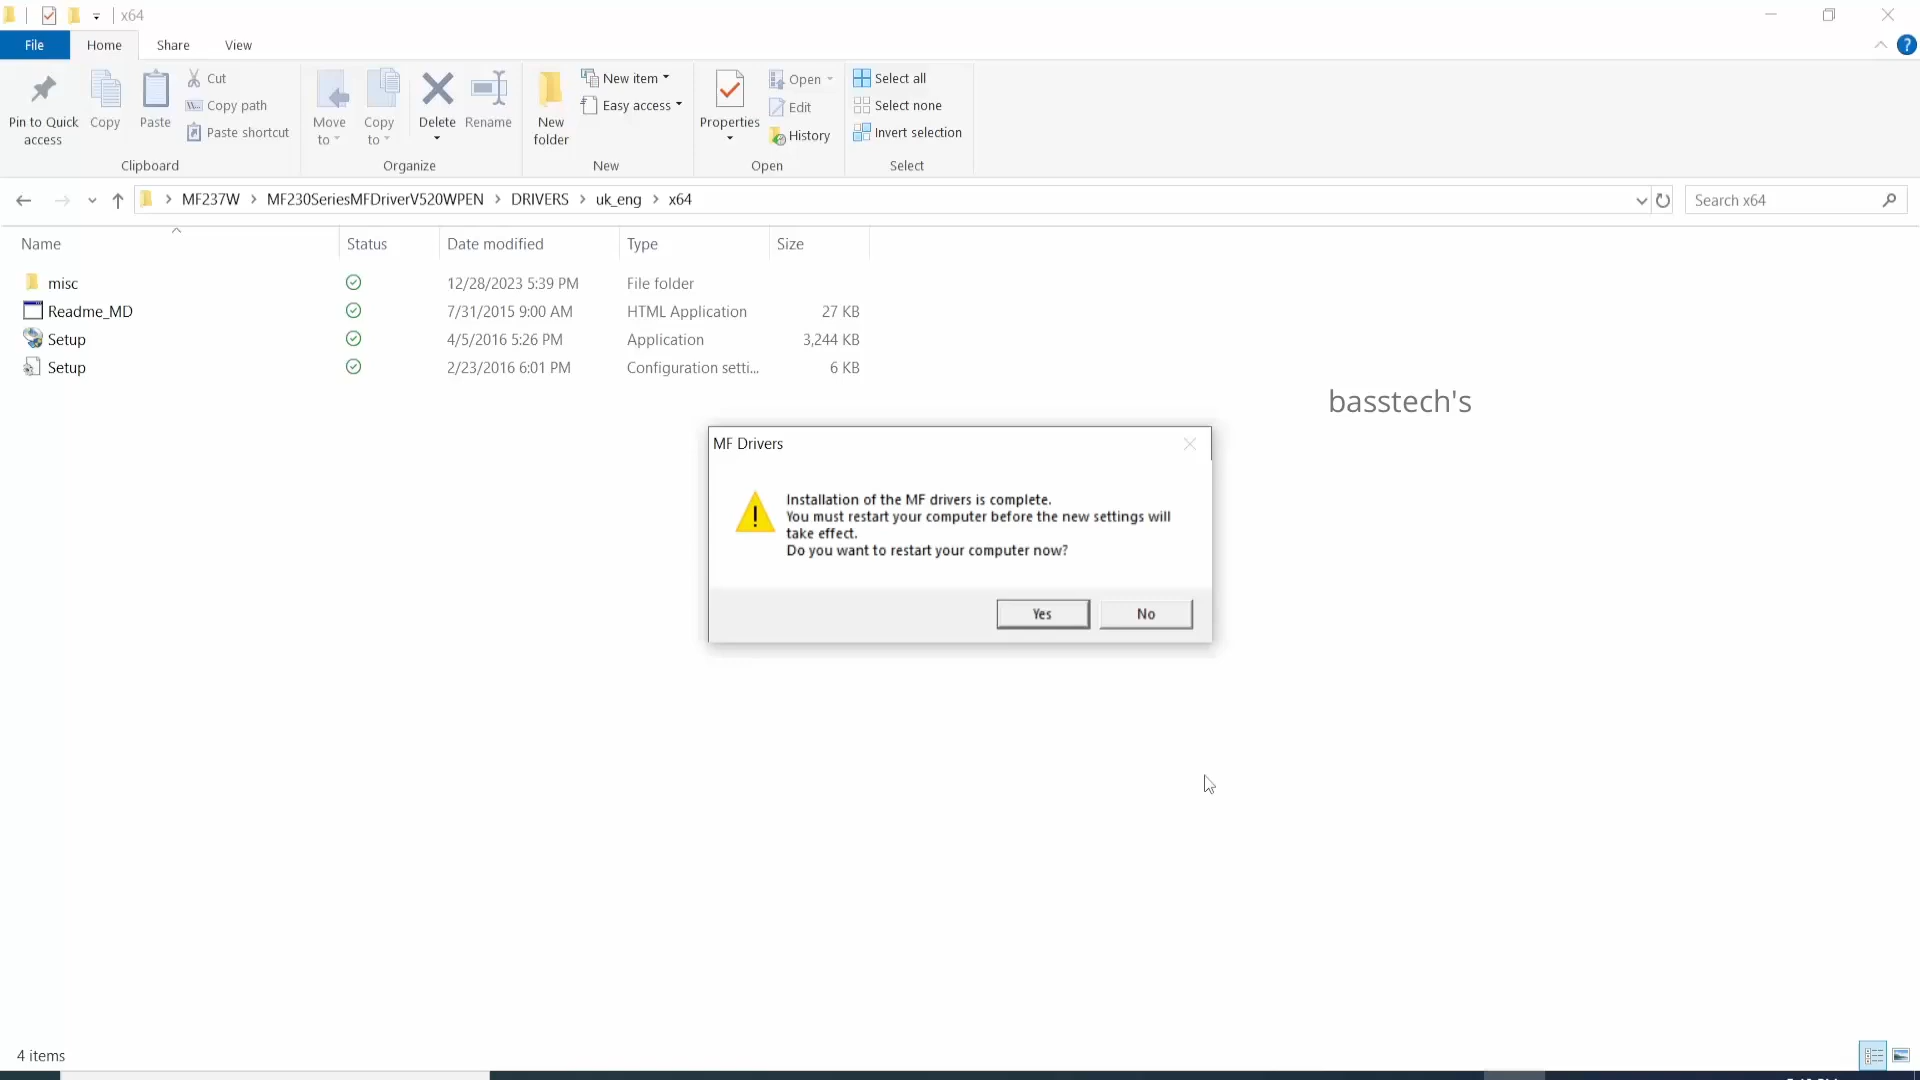 x64
File Home Share View
Pin to Quick access
Copy
Paste
Cut
Copy path
Paste shortcut
Clipboard
Move to
Copy to
Delete
Rename
Organize
New folder
New item
Easy access
New
Properties
Open
Edit
History
Open
Select all
Select none
Invert selection
Select
MF237W > MF230SeriesMFDriverV520WPEN > DRIVERS > uk_eng > x64
Search x64
Name Status Date modified Type Size
misc 12/28/2023 5:39 PM File folder
Readme_MD 7/31/2015 9:00 AM HTML Application 27 KB
Setup 4/5/2016 5:26 PM Application 3,244 KB
Setup 2/23/2016 6:01 PM Configuration setti... 6 KB
basstech's
MF Drivers
Installation of the MF drivers is complete.
You must restart your computer before the new settings will
take effect.
Do you want to restart your computer now?
Yes No
4 items